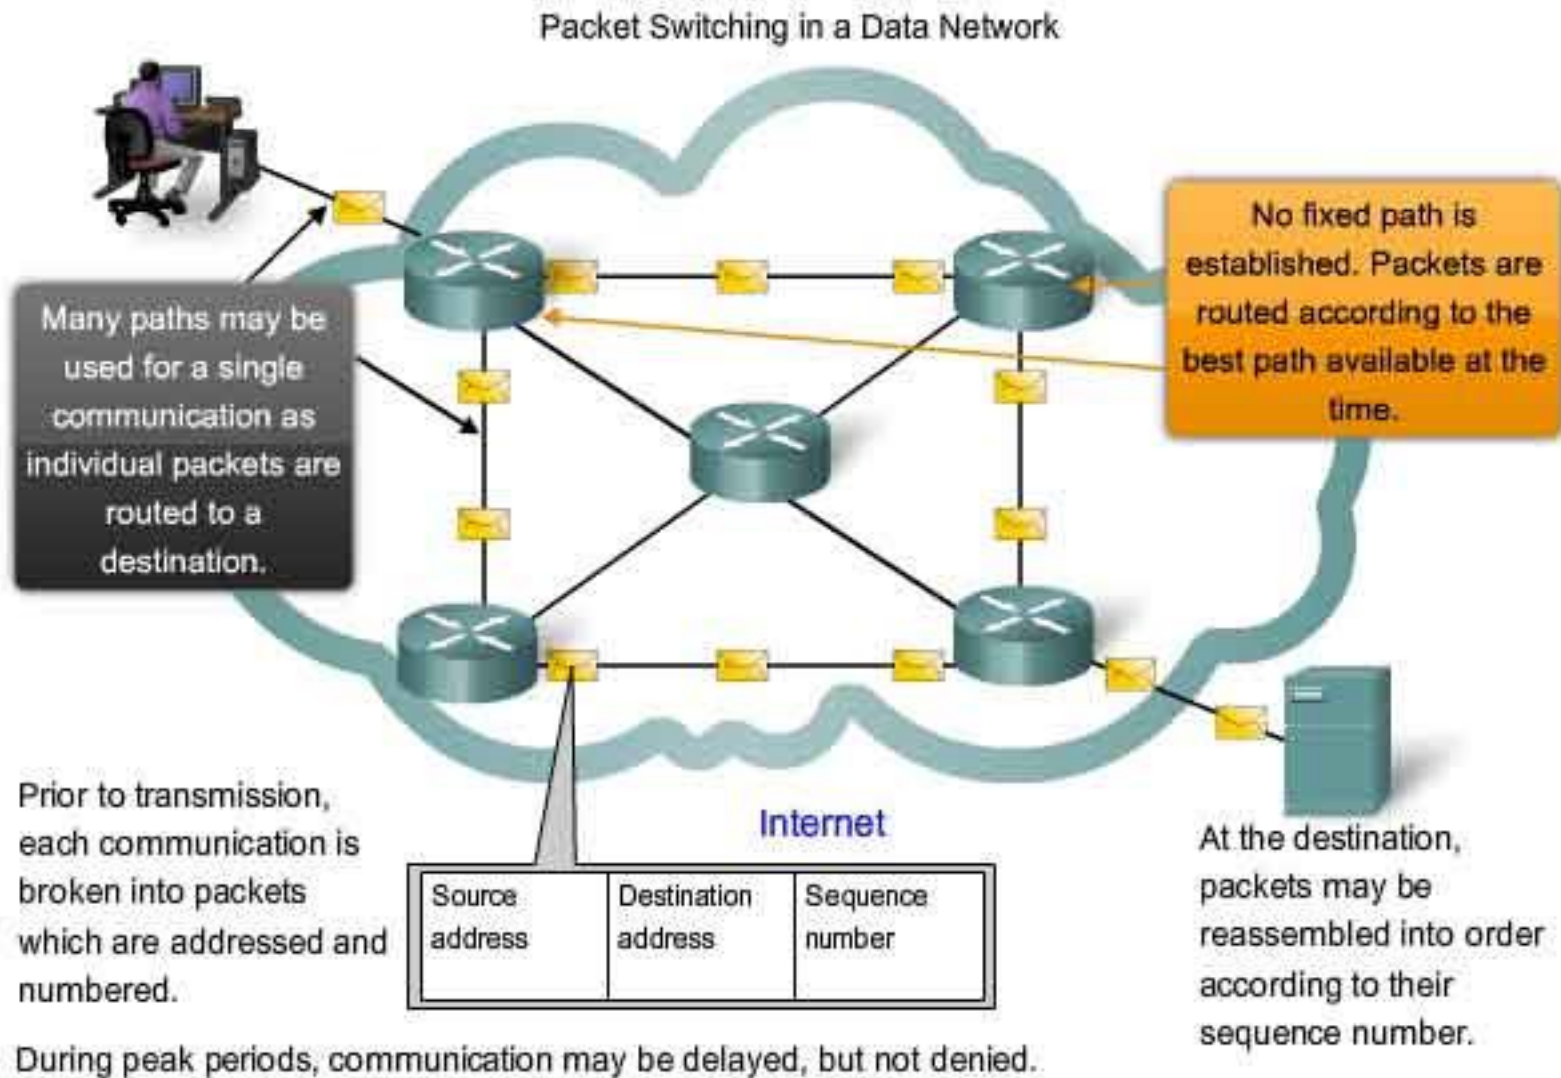 Packet Switching in a Data Network
No fixed path is
established. Packets are
routed according to the
best path available at the
time.
Many paths may be
used for a single
communication as
individual packets are
routed to a
destination.
Prior to transmission,
each communication is
broken into packets
which are addressed and
numbered.
Internet
Source
address
Destination
address
Sequence
number
At the destination,
packets may be
reassembled into order
according to their
sequence number.
During peak periods, communication may be delayed, but not denied.